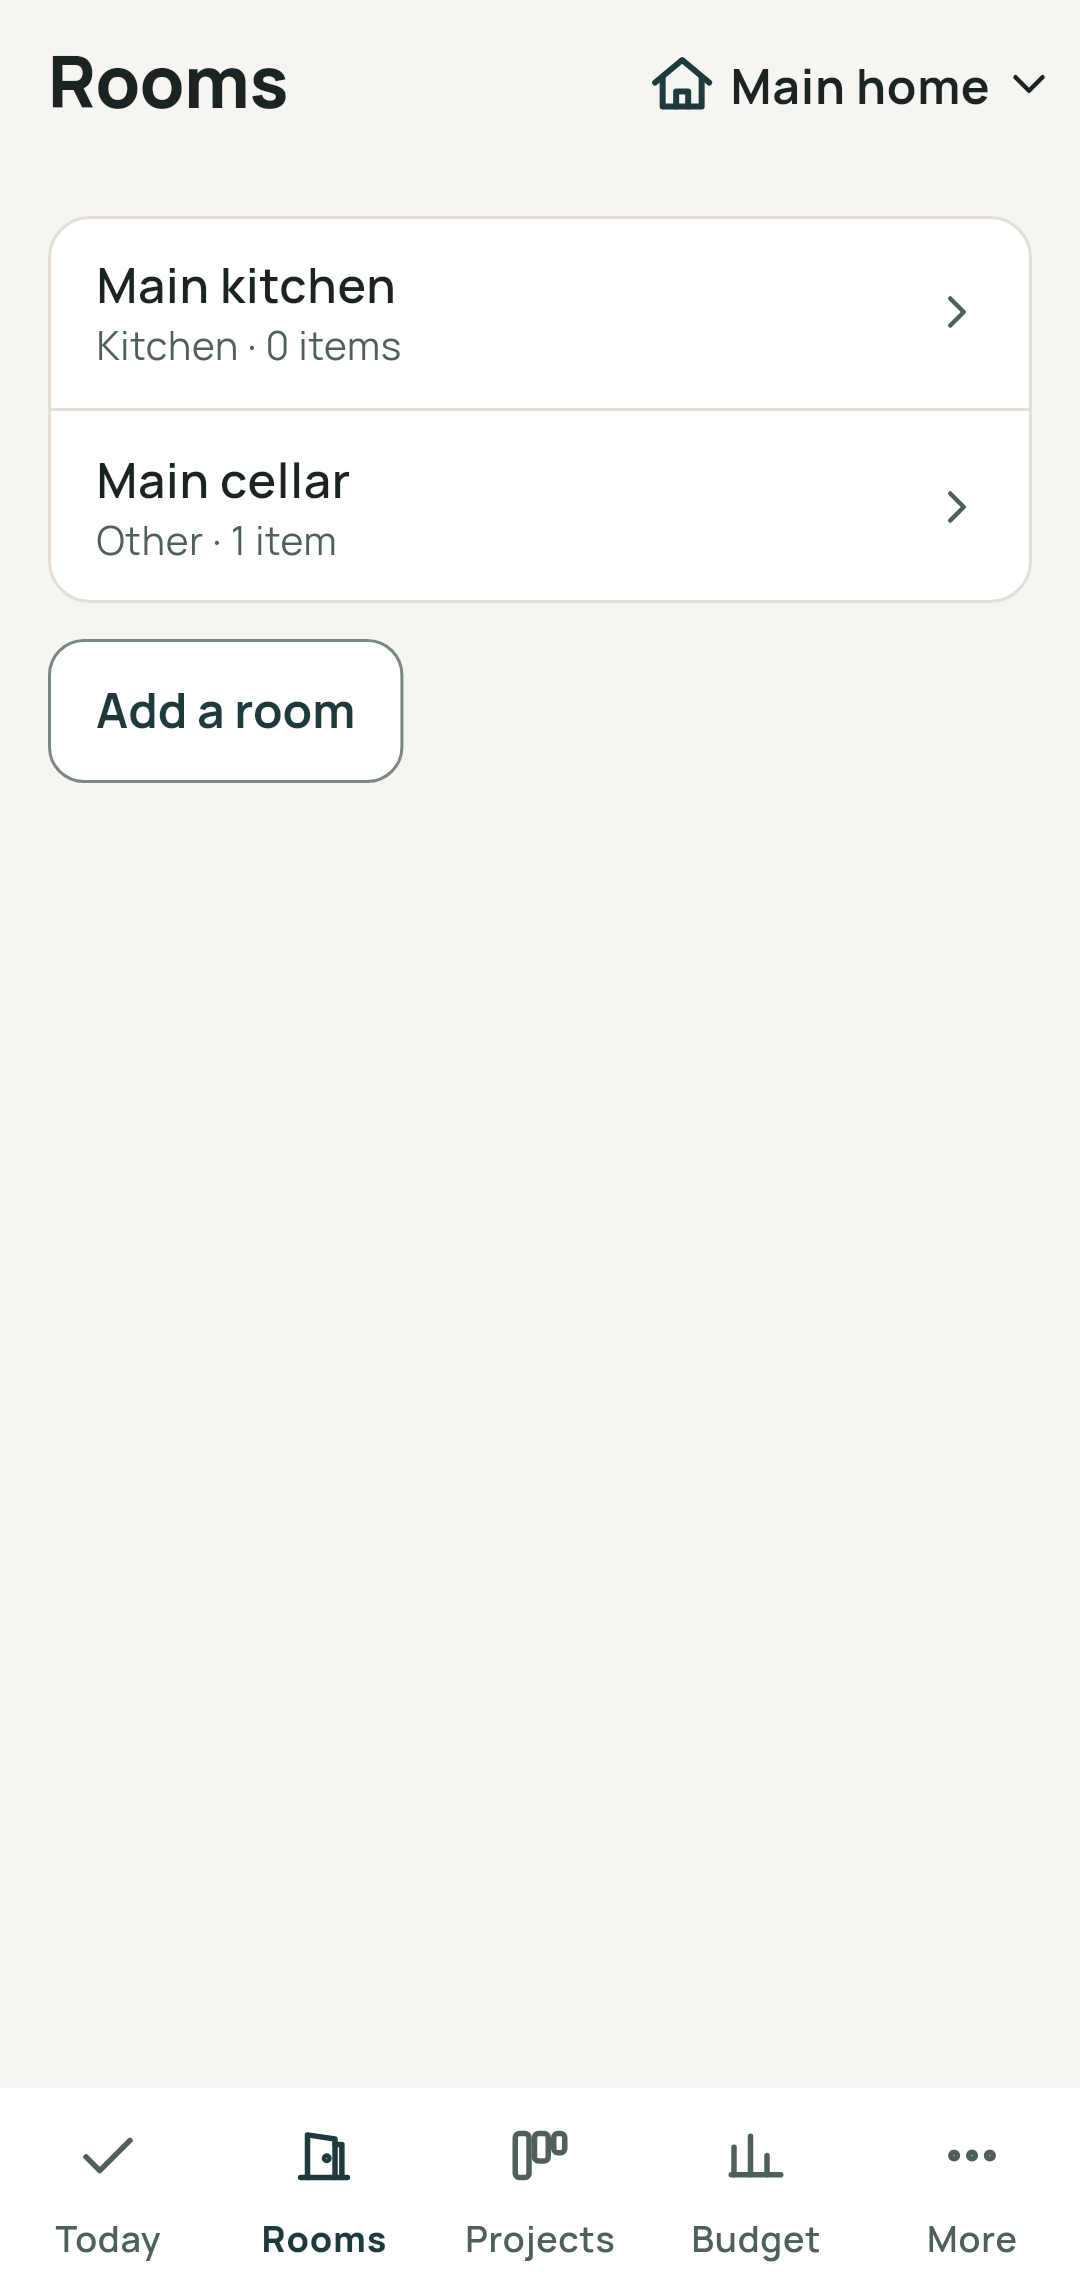 Rooms
Main home
Main kitchen
Kitchen · 0 items
Main cellar
Other · 1 item
Add a room
Today
Rooms
Projects
Budget
More